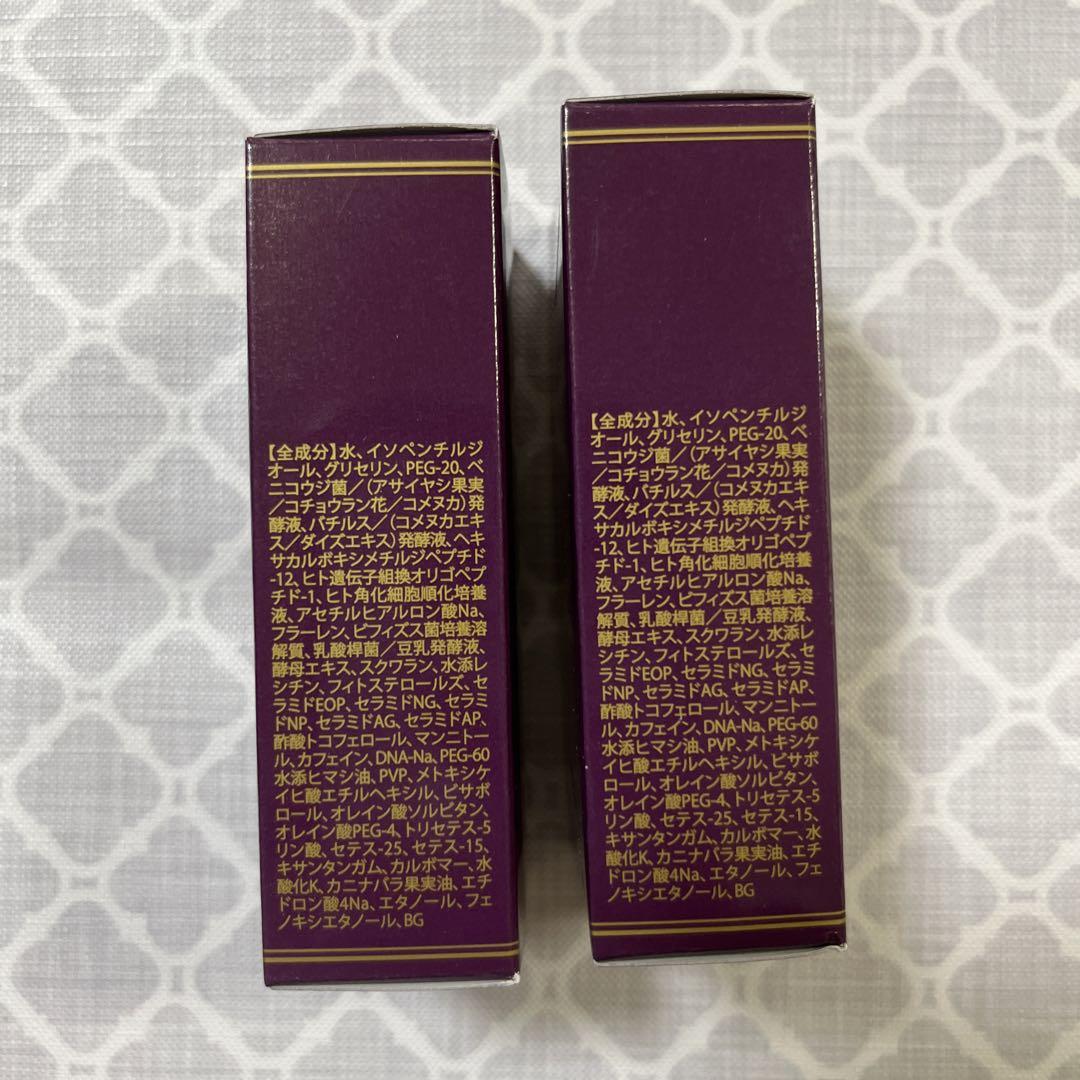 【全成分】水、イソペンチルジ
オール、グリセリン、PEG-20、ベ
ニコウジ菌／(アサイヤシ果実
／コチョウラン花／コメヌカ)発
酵液、バチルス／(コメヌカエキ
ス／ダイズエキス)発酵液、ヘキ
サカルボキシメチルジペプチド
-12、ヒト遺伝子組換オリゴペプ
チド-1、ヒト角化細胞順化培養
液、アセチルヒアルロン酸Na、
フラーレン、ビフィズス菌培養溶
解質、乳酸桿菌／豆乳発酵液、
酵母エキス、スクワラン、水添レ
シチン、フィトステロールズ、セ
ラミドEOP、セラミドNG、セラミ
ドNP、セラミドAG、セラミドAP、
酢酸トコフェロール、マンニトー
ル、カフェイン、DNA-Na、PEG-60
水添ヒマシ油、PVP、メトキシケ
イヒ酸エチルヘキシル、ビサボ
ロール、オレイン酸ソルビタン、
オレイン酸PEG-4、トリセテス-5
リン酸、セテス-25、セテス-15、
キサンタンガム、カルボマー、水
酸化K、カニナバラ果実油、エチ
ドロン酸4Na、エタノール、フェ
ノキシエタノール、BG
【全成分】水、イソペンチルジ
オール、グリセリン、PEG-20、ベ
ニコウジ菌／(アサイヤシ果実
／コチョウラン花／コメヌカ)発
酵液、バチルス／(コメヌカエキ
ス／ダイズエキス)発酵液、ヘキ
サカルボキシメチルジペプチド
-12、ヒト遺伝子組換オリゴペプ
チド-1、ヒト角化細胞順化培養
液、アセチルヒアルロン酸Na、
フラーレン、ビフィズス菌培養溶
解質、乳酸桿菌／豆乳発酵液、
酵母エキス、スクワラン、水添レ
シチン、フィトステロールズ、セ
ラミドEOP、セラミドNG、セラミ
ドNP、セラミドAG、セラミドAP、
酢酸トコフェロール、マンニトー
ル、カフェイン、DNA-Na、PEG-60
水添ヒマシ油、PVP、メトキシケ
イヒ酸エチルヘキシル、ビサボ
ロール、オレイン酸ソルビタン、
オレイン酸PEG-4、トリセテス-5
リン酸、セテス-25、セテス-15、
キサンタンガム、カルボマー、水
酸化K、カニナバラ果実油、エチ
ドロン酸4Na、エタノール、フェ
ノキシエタノール、BG